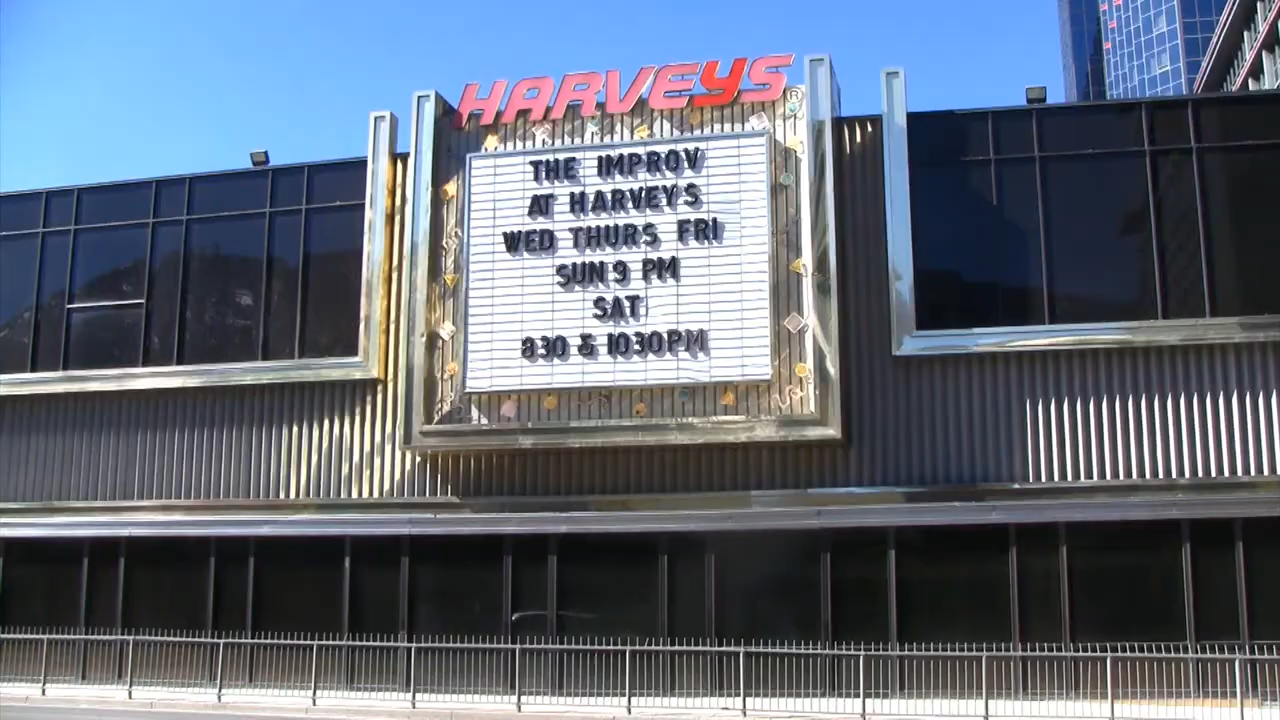 HARVEYS®
THE IMPROV
AT HARVEYS
WED THURS FRI
SUN 9 PM
SAT
830 & 1030PM